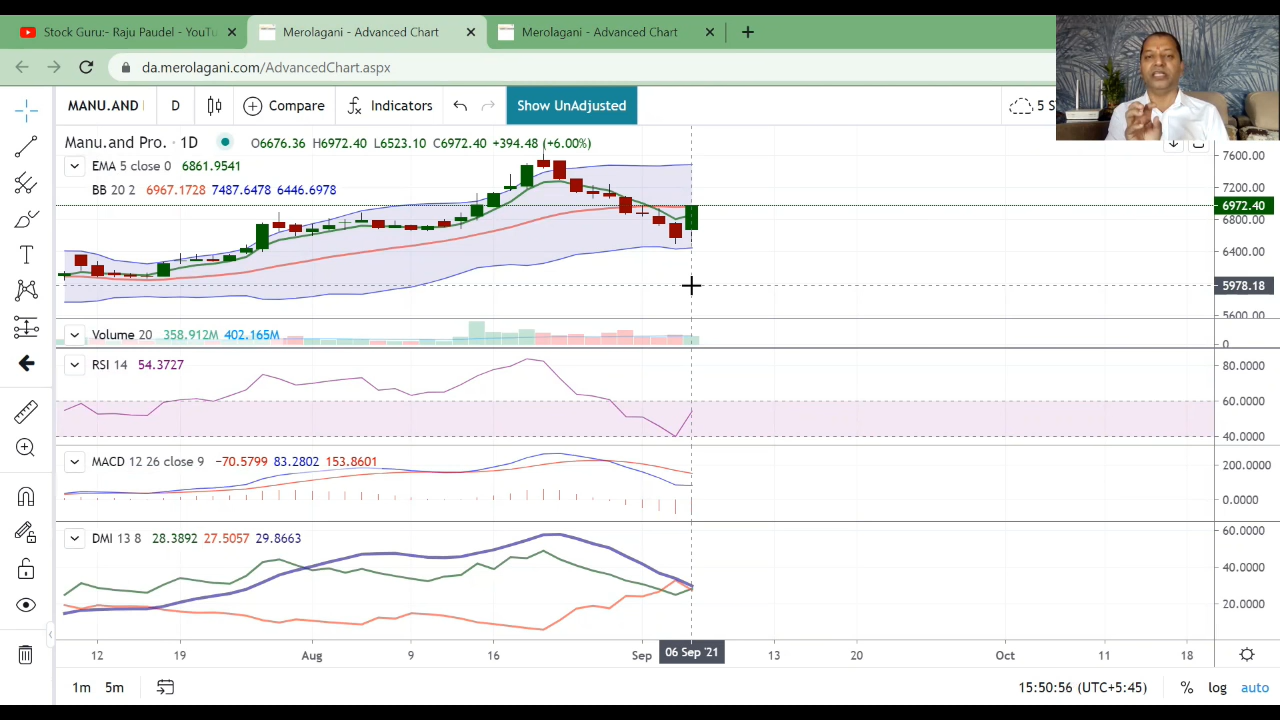 Stock Guru:- Raju Paudel - YouTu
Merolagani - Advanced Chart
Merolagani - Advanced Chart
da.merolagani.com/AdvancedChart.aspx
MANU.AND
D
Compare
Indicators
Show UnAdjusted
5 S
Manu.and Pro. · 1D
O6676.36 H6972.40 L6523.10 C6972.40 +394.48 (+6.00%)
EMA 5 close 0 6861.9541
BB 20 2 6967.1728 7487.6478 6446.6978
7600.00
7200.00
6972.40
6800.00
6400.00
5978.18
5600.00
Volume 20 358.912M 402.165M
0
RSI 14 54.3727
80.0000
60.0000
40.0000
MACD 12 26 close 9 −70.5799 83.2802 153.8601
200.0000
0.0000
DMI 13 8 28.3892 27.5057 29.8663
60.0000
40.0000
20.0000
12 19 Aug 9 16 Sep 06 Sep '21 13 20 Oct 11 18
1m 5m
15:50:56 (UTC+5:45) % log auto